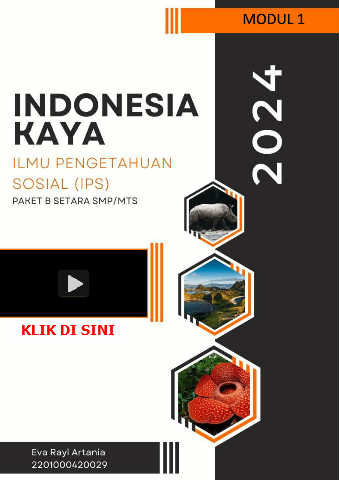 MODUL 1
2024
INDONESIA
KAYA
ILMU PENGETAHUAN
SOSIAL (IPS)
PAKET B SETARA SMP/MTS
KLIK DI SINI
Eva Rayi Artania
2201000420029